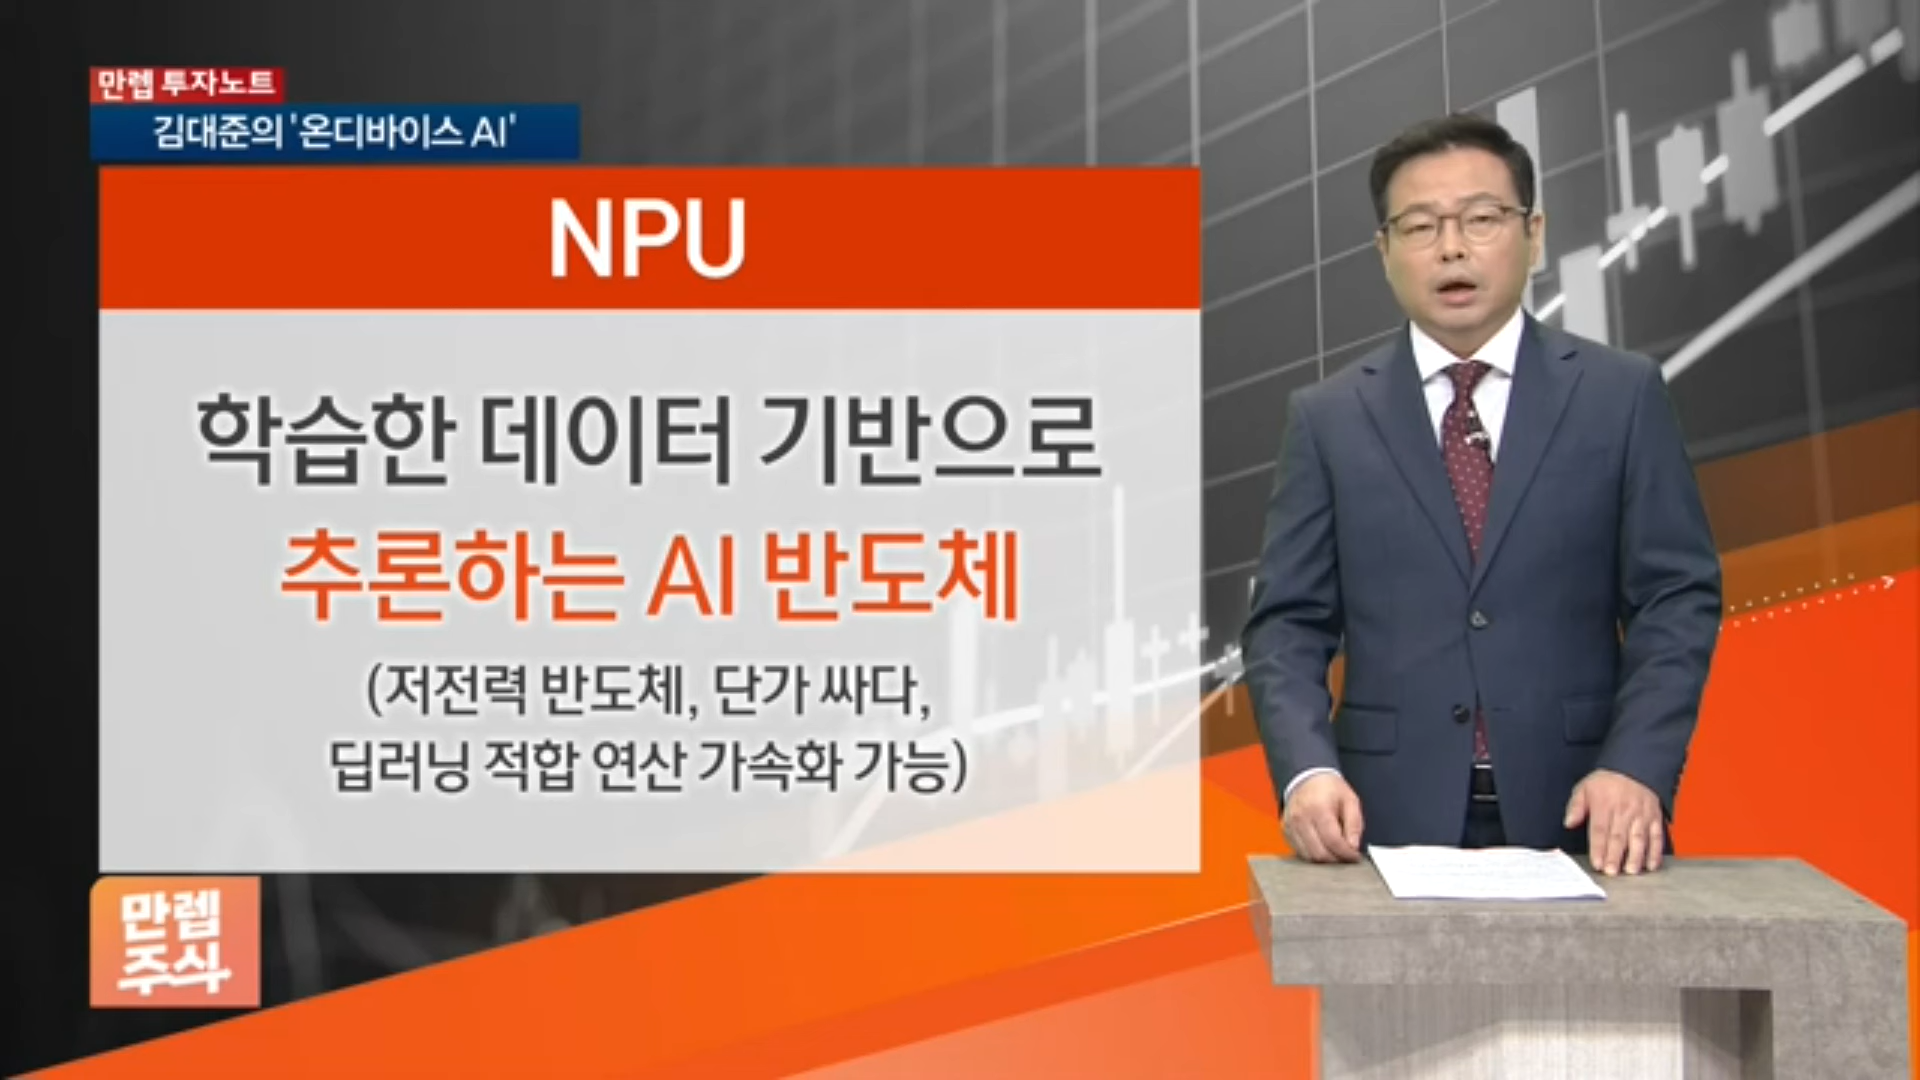 만렙 투자노트
김대준의 '온디바이스 AI'
NPU
학습한 데이터 기반으로
추론하는 AI 반도체
(저전력 반도체, 단가 싸다,
딥러닝 적합 연산 가속화 가능)
만렙
주식